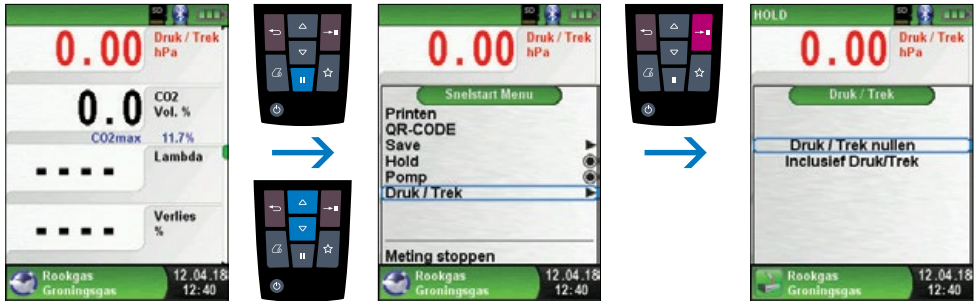 SD
0.00 Druk / Trek
hPa
0.0 CO2
Vol. %
CO2max 11.7%
- - - - Lambda
- - - - Verlies
%
Rookgas 12.04.18
Groningsgas 12:40
SD
0.00 Druk / Trek
hPa
Snelstart Menu
Printen
QR-CODE
Save
Hold
Pomp
Druk / Trek
Meting stoppen
Rookgas 12.04.18
Groningsgas 12:40
HOLD SD
0.00 Druk / Trek
hPa
Druk / Trek
Druk / Trek nullen
Inclusief Druk/Trek
Rookgas 12.04.18
Groningsgas 12:40